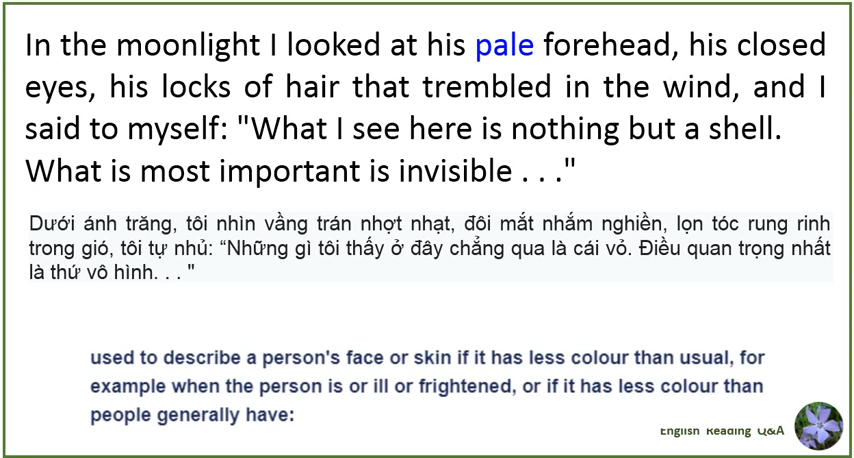 In the moonlight I looked at his pale forehead, his closed
eyes, his locks of hair that trembled in the wind, and I
said to myself: "What I see here is nothing but a shell.
What is most important is invisible . . ."
Dưới ánh trăng, tôi nhìn vầng trán nhợt nhạt, đôi mắt nhắm nghiền, lọn tóc rung rinh
trong gió, tôi tự nhủ: “Những gì tôi thấy ở đây chẳng qua là cái vỏ. Điều quan trọng nhất
là thứ vô hình. . . "
used to describe a person's face or skin if it has less colour than usual, for
example when the person is or ill or frightened, or if it has less colour than
people generally have:
English Reading Q&A